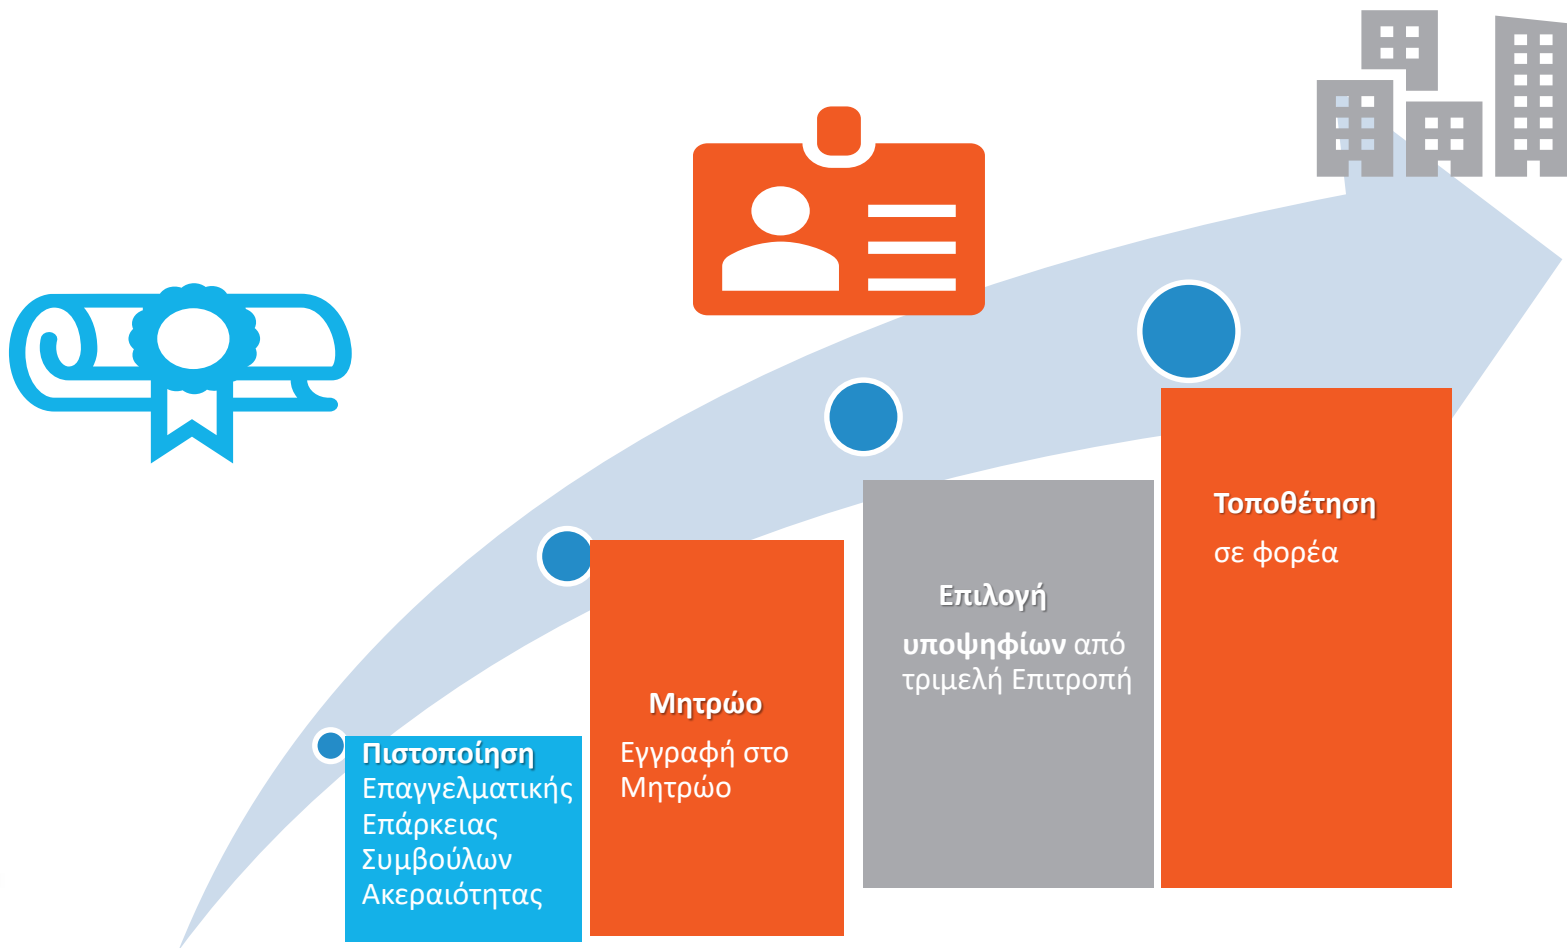 Πιστοποίηση
Επαγγελματικής
Επάρκειας
Συμβούλων
Ακεραιότητας
Μητρώο
Εγγραφή στο
Μητρώο
Επιλογή
υποψηφίων από
τριμελή Επιτροπή
Τοποθέτηση
σε φορέα